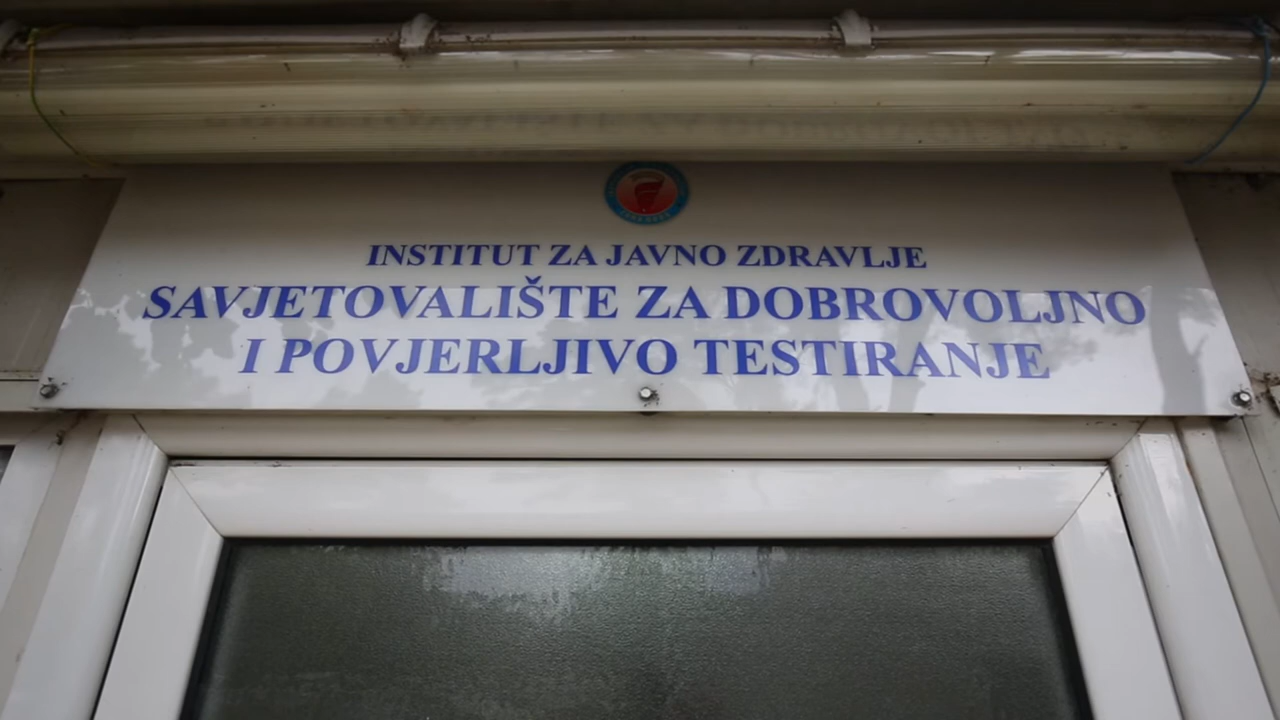 INSTITUT ZA JAVNO ZDRAVLJE
SAVJETOVALIŠTE ZA DOBROVOLJNO
I POVJERLJIVO TESTIRANJE